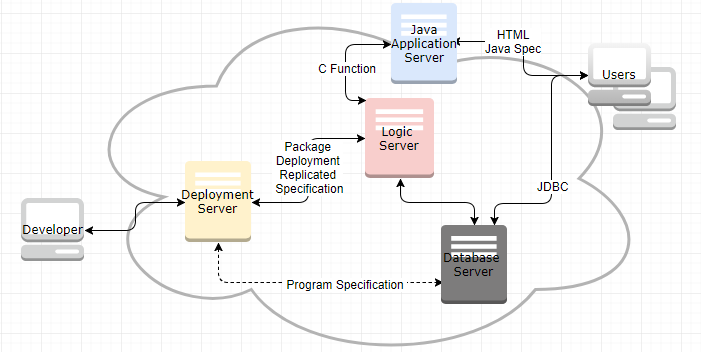 Java
Application
Server
HTML
Java Spec
Users
C Function
Logic
Server
Package
Deployment
Replicated
Specification
Deployment
Server
JDBC
Developer
Database
Server
Program Specification